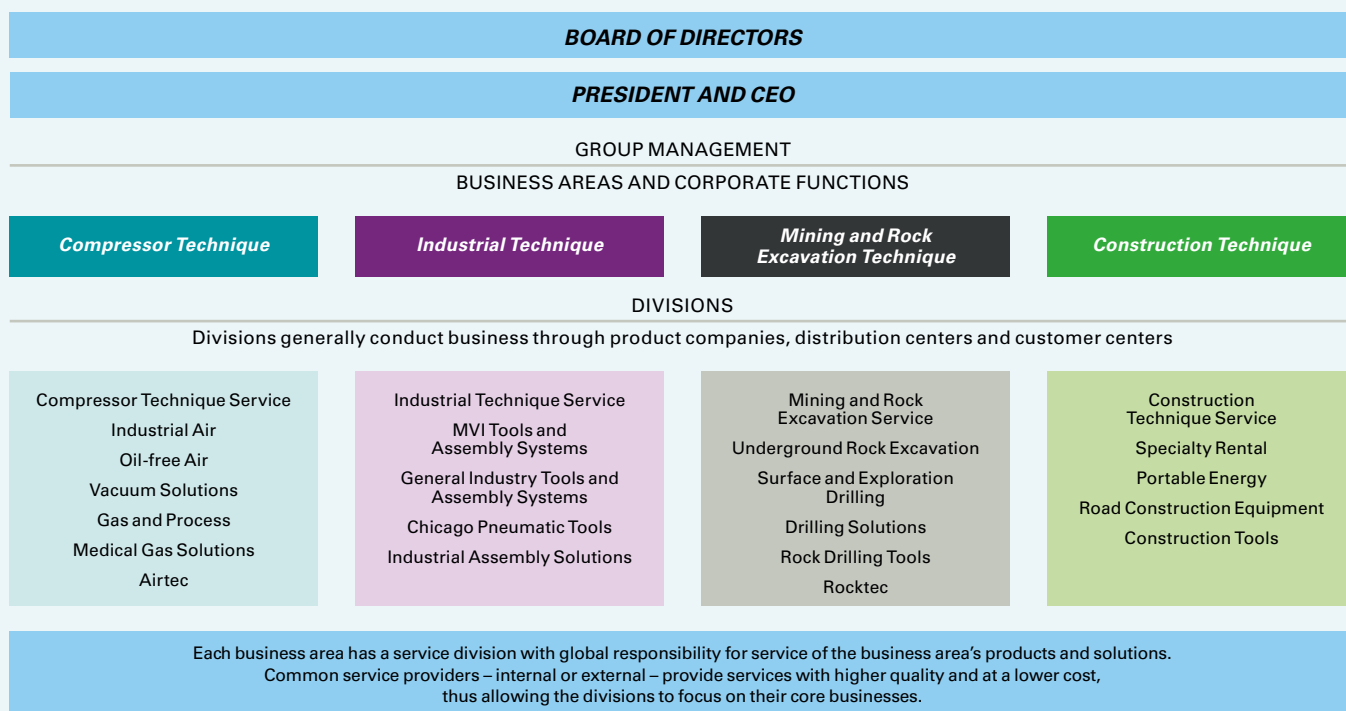 BOARD OF DIRECTORS
PRESIDENT AND CEO
GROUP MANAGEMENT
BUSINESS AREAS AND CORPORATE FUNCTIONS
Compressor Technique
Industrial Technique
Mining and Rock
Excavation Technique
Construction Technique
DIVISIONS
Divisions generally conduct business through product companies, distribution centers and customer centers
Compressor Technique Service
Industrial Air
Oil-free Air
Vacuum Solutions
Gas and Process
Medical Gas Solutions
Airtec
Industrial Technique Service
MVI Tools and
Assembly Systems
General Industry Tools and
Assembly Systems
Chicago Pneumatic Tools
Industrial Assembly Solutions
Mining and Rock
Excavation Service
Underground Rock Excavation
Surface and Exploration
Drilling
Drilling Solutions
Rock Drilling Tools
Rocktec
Construction
Technique Service
Specialty Rental
Portable Energy
Road Construction Equipment
Construction Tools
Each business area has a service division with global responsibility for service of the business area's products and solutions.
Common service providers – internal or external – provide services with higher quality and at a lower cost,
thus allowing the divisions to focus on their core businesses.